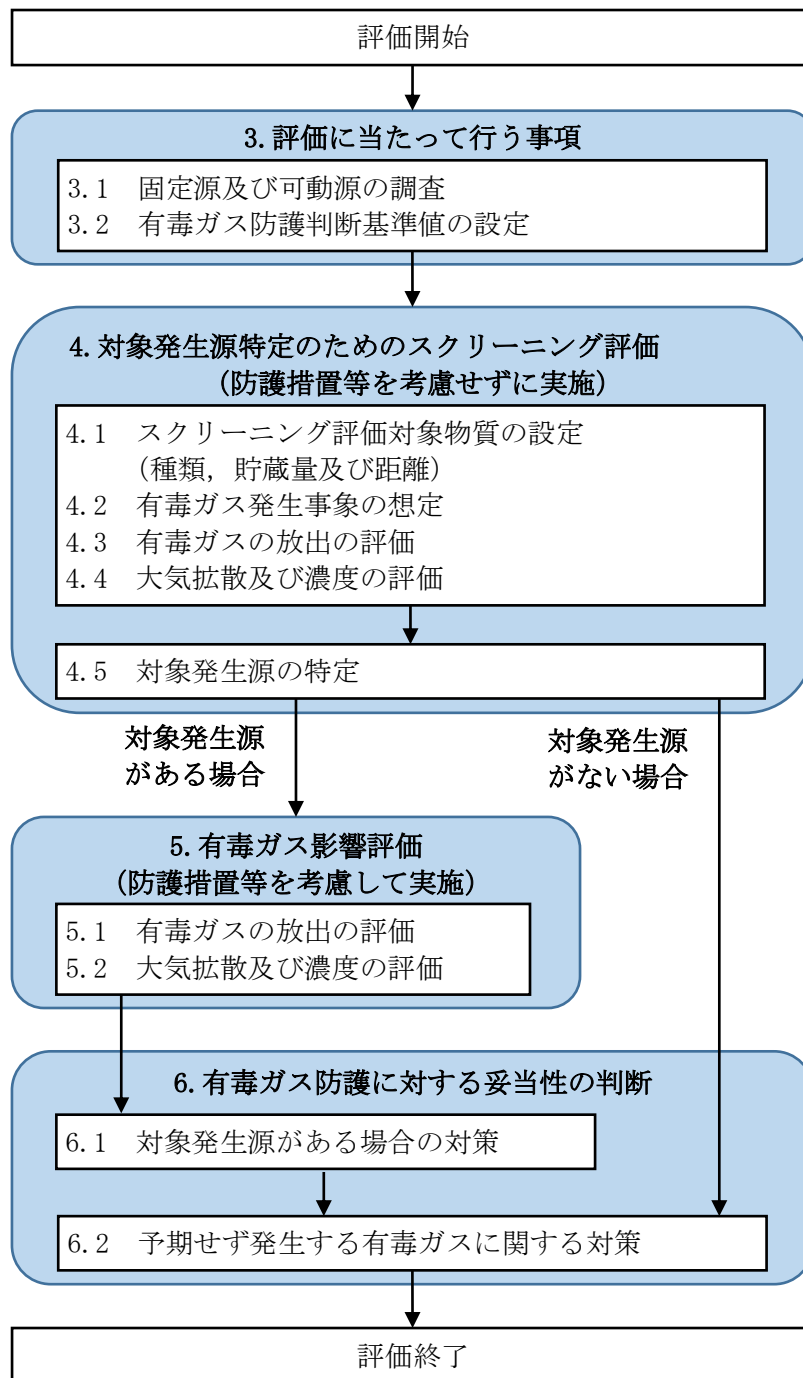 評価開始
3.評価に当たって行う事項
3.1 固定源及び可動源の調査
3.2 有毒ガス防護判断基準値の設定
4.対象発生源特定のためのスクリーニング評価
(防護措置等を考慮せずに実施)
4.1 スクリーニング評価対象物質の設定
(種類，貯蔵量及び距離)
4.2 有毒ガス発生事象の想定
4.3 有毒ガスの放出の評価
4.4 大気拡散及び濃度の評価
4.5 対象発生源の特定
対象発生源
がある場合
対象発生源
がない場合
5.有毒ガス影響評価
(防護措置等を考慮して実施)
5.1 有毒ガスの放出の評価
5.2 大気拡散及び濃度の評価
6.有毒ガス防護に対する妥当性の判断
6.1 対象発生源がある場合の対策
6.2 予期せず発生する有毒ガスに関する対策
評価終了